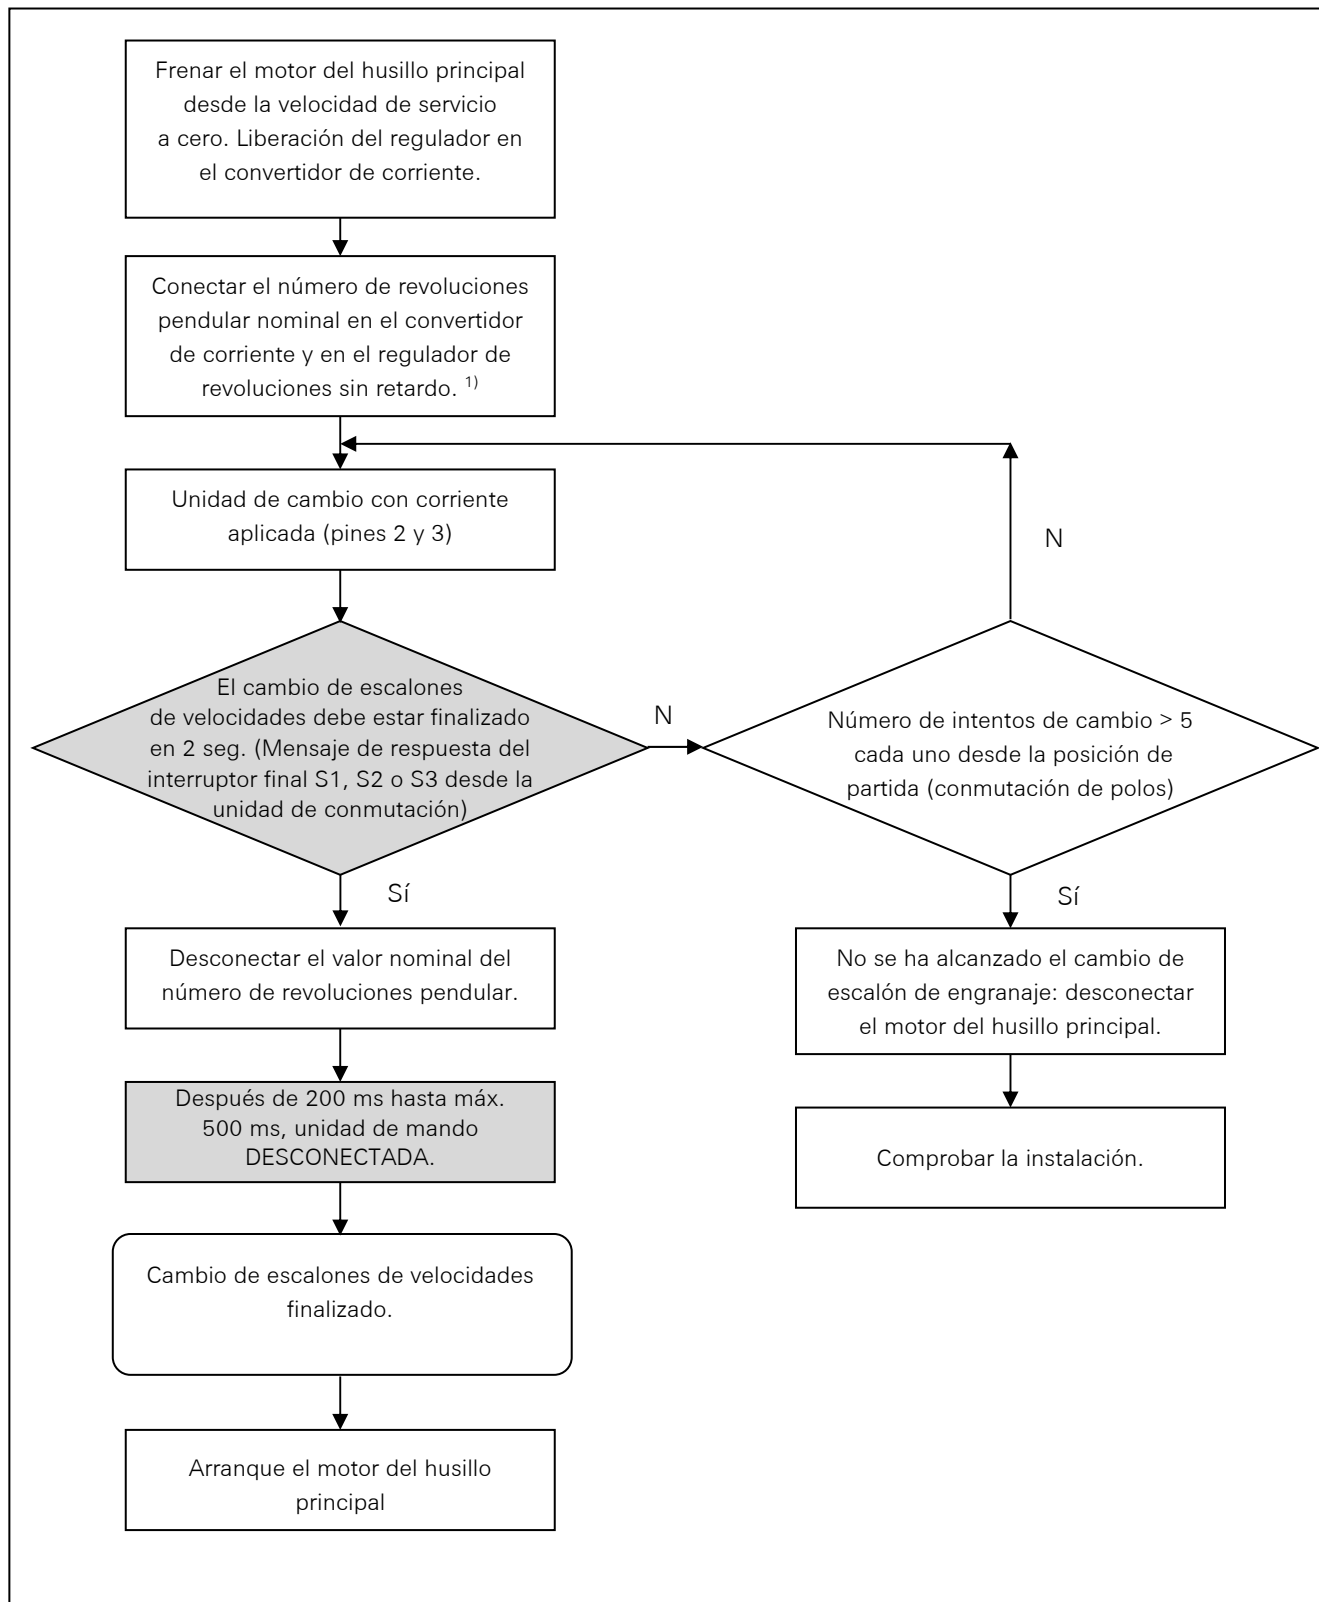 Frenar el motor del husillo principal
desde la velocidad de servicio
a cero. Liberación del regulador en
el convertidor de corriente.
Conectar el número de revoluciones
pendular nominal en el convertidor
de corriente y en el regulador de
revoluciones sin retardo. 1)
Unidad de cambio con corriente
aplicada (pines 2 y 3)
N
El cambio de escalones
de velocidades debe estar finalizado
en 2 seg. (Mensaje de respuesta del
interruptor final S1, S2 o S3 desde la
unidad de conmutación)
N
Número de intentos de cambio > 5
cada uno desde la posición de
partida (conmutación de polos)
Sí
Sí
Desconectar el valor nominal del
número de revoluciones pendular.
No se ha alcanzado el cambio de
escalón de engranaje: desconectar
el motor del husillo principal.
Después de 200 ms hasta máx.
500 ms, unidad de mando
DESCONECTADA.
Comprobar la instalación.
Cambio de escalones de velocidades
finalizado.
Arranque el motor del husillo
principal